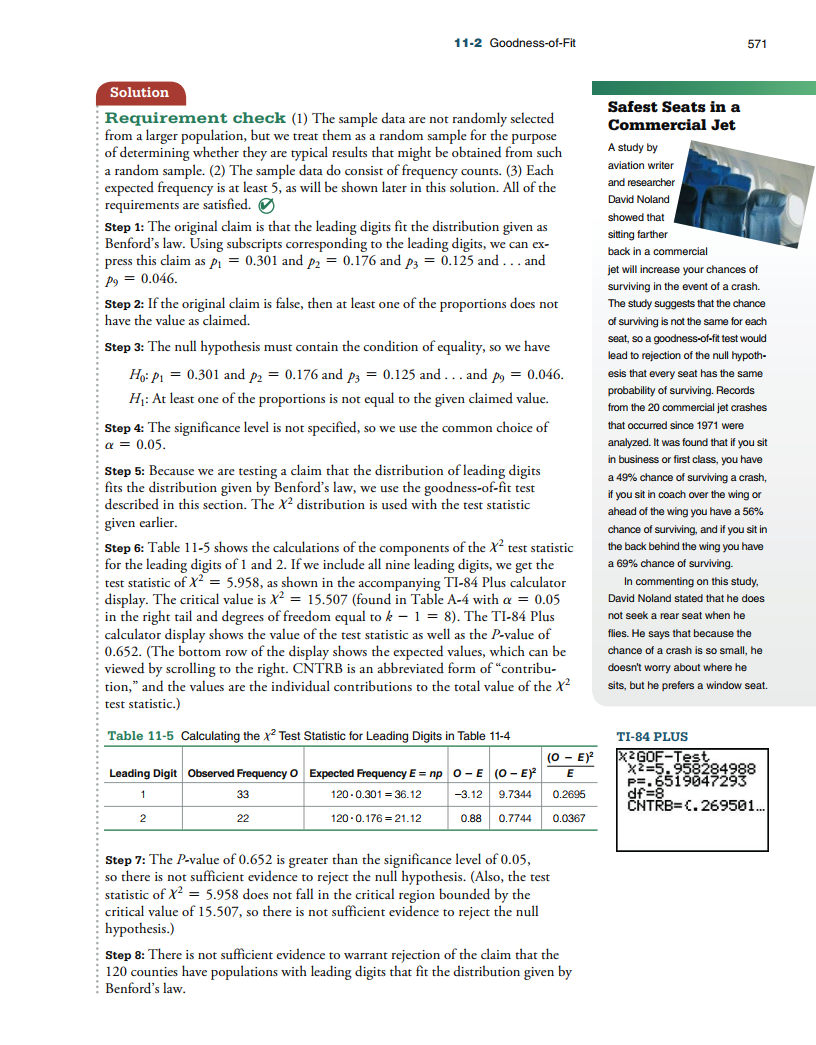 11-2 Goodness-of-Fit 571
Solution
Requirement check (1) The sample data are not randomly selected
from a larger population, but we treat them as a random sample for the purpose
of determining whether they are typical results that might be obtained from such
a random sample. (2) The sample data do consist of frequency counts. (3) Each
expected frequency is at least 5, as will be shown later in this solution. All of the
requirements are satisfied.
Step 1: The original claim is that the leading digits fit the distribution given as
Benford's law. Using subscripts corresponding to the leading digits, we can ex-
press this claim as p₁ = 0.301 and p₂ = 0.176 and p₃ = 0.125 and . . . and
p₉ = 0.046.
Step 2: If the original claim is false, then at least one of the proportions does not
have the value as claimed.
Step 3: The null hypothesis must contain the condition of equality, so we have
H₀: p₁ = 0.301 and p₂ = 0.176 and p₃ = 0.125 and . . . and p₉ = 0.046.
H₁: At least one of the proportions is not equal to the given claimed value.
Step 4: The significance level is not specified, so we use the common choice of
α = 0.05.
Step 5: Because we are testing a claim that the distribution of leading digits
fits the distribution given by Benford's law, we use the goodness-of-fit test
described in this section. The χ² distribution is used with the test statistic
given earlier.
Step 6: Table 11-5 shows the calculations of the components of the χ² test statistic
for the leading digits of 1 and 2. If we include all nine leading digits, we get the
test statistic of χ² = 5.958, as shown in the accompanying TI-84 Plus calculator
display. The critical value is χ² = 15.507 (found in Table A-4 with α = 0.05
in the right tail and degrees of freedom equal to k − 1 = 8). The TI-84 Plus
calculator display shows the value of the test statistic as well as the P-value of
0.652. (The bottom row of the display shows the expected values, which can be
viewed by scrolling to the right. CNTRB is an abbreviated form of "contribu-
tion," and the values are the individual contributions to the total value of the χ²
test statistic.)
Table 11-5 Calculating the χ² Test Statistic for Leading Digits in Table 11-4
Leading Digit Observed Frequency O Expected Frequency E = np O − E (O − E)² (O − E)²/E
1 33 120 · 0.301 = 36.12 −3.12 9.7344 0.2695
2 22 120 · 0.176 = 21.12 0.88 0.7744 0.0367
Step 7: The P-value of 0.652 is greater than the significance level of 0.05,
so there is not sufficient evidence to reject the null hypothesis. (Also, the test
statistic of χ² = 5.958 does not fall in the critical region bounded by the
critical value of 15.507, so there is not sufficient evidence to reject the null
hypothesis.)
Step 8: There is not sufficient evidence to warrant rejection of the claim that the
120 counties have populations with leading digits that fit the distribution given by
Benford's law.
Safest Seats in a
Commercial Jet
A study by
aviation writer
and researcher
David Noland
showed that
sitting farther
back in a commercial
jet will increase your chances of
surviving in the event of a crash.
The study suggests that the chance
of surviving is not the same for each
seat, so a goodness-of-fit test would
lead to rejection of the null hypoth-
esis that every seat has the same
probability of surviving. Records
from the 20 commercial jet crashes
that occurred since 1971 were
analyzed. It was found that if you sit
in business or first class, you have
a 49% chance of surviving a crash,
if you sit in coach over the wing or
ahead of the wing you have a 56%
chance of surviving, and if you sit in
the back behind the wing you have
a 69% chance of surviving.
In commenting on this study,
David Noland stated that he does
not seek a rear seat when he
flies. He says that because the
chance of a crash is so small, he
doesn't worry about where he
sits, but he prefers a window seat.
TI-84 PLUS
χ²GOF-Test
χ²=5.958284988
P=.6519047293
df=8
CNTRB={.269501...